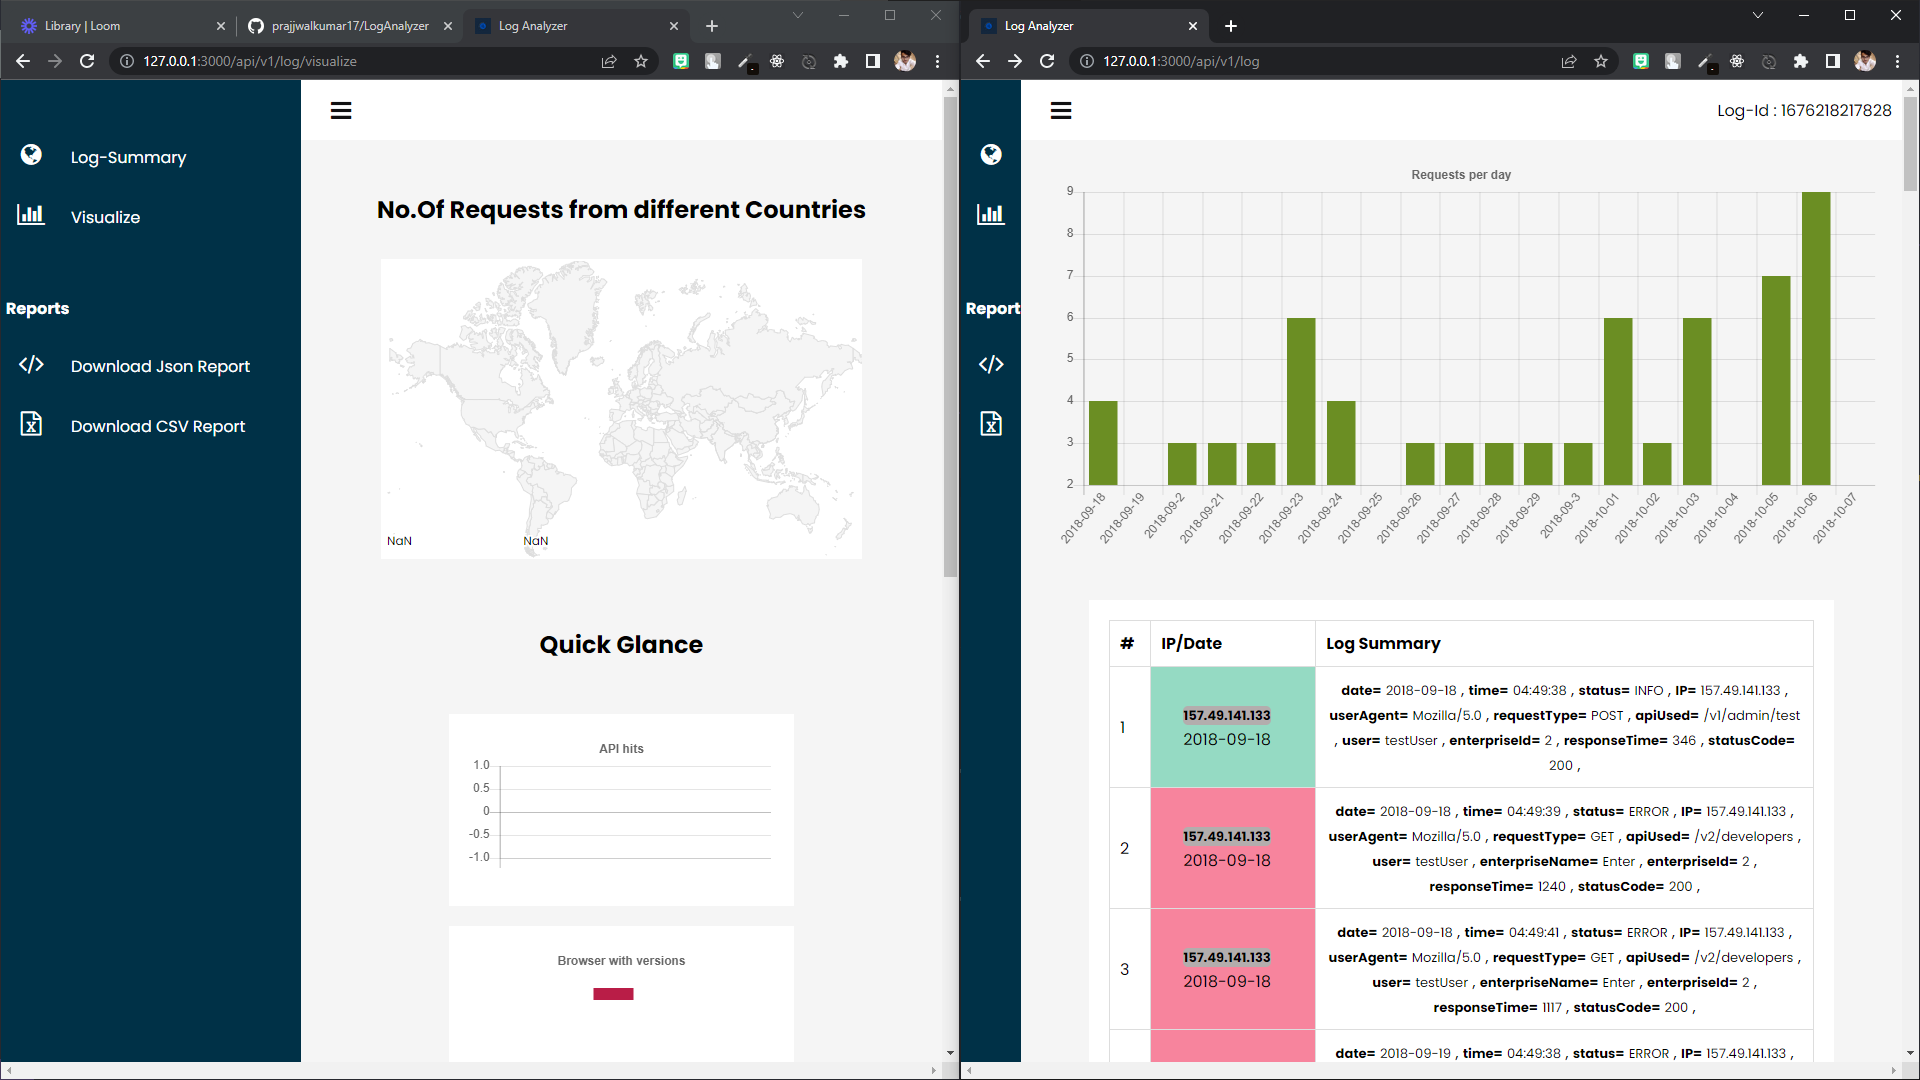 Library | Loom
prajjwalkumar17/LogAnalyzer
Log Analyzer
127.0.0.1:3000/api/v1/log/visualize
Log-Summary
Visualize
Reports
Download Json Report
Download CSV Report
No.Of Requests from different Countries
NaN
NaN
Quick Glance
API hits
1.0
0.5
0
-0.5
-1.0
Browser with versions
Log Analyzer
127.0.0.1:3000/api/v1/log
Report
Log-Id : 1676218217828
Requests per day
9
8
7
6
5
4
3
2
2018-09-18
2018-09-19
2018-09-2
2018-09-21
2018-09-22
2018-09-23
2018-09-24
2018-09-25
2018-09-26
2018-09-27
2018-09-28
2018-09-29
2018-09-3
2018-10-01
2018-10-02
2018-10-03
2018-10-04
2018-10-05
2018-10-06
2018-10-07
# IP/Date Log Summary
1
157.49.141.133
2018-09-18
date= 2018-09-18 , time= 04:49:38 , status= INFO , IP= 157.49.141.133 ,
userAgent= Mozilla/5.0 , requestType= POST , apiUsed= /v1/admin/test
, user= testUser , enterpriseId= 2 , responseTime= 346 , statusCode=
200 ,
2
157.49.141.133
2018-09-18
date= 2018-09-18 , time= 04:49:39 , status= ERROR , IP= 157.49.141.133 ,
userAgent= Mozilla/5.0 , requestType= GET , apiUsed= /v2/developers ,
user= testUser , enterpriseName= Enter , enterpriseId= 2 ,
responseTime= 1240 , statusCode= 200 ,
3
157.49.141.133
2018-09-18
date= 2018-09-18 , time= 04:49:41 , status= ERROR , IP= 157.49.141.133 ,
userAgent= Mozilla/5.0 , requestType= GET , apiUsed= /v2/developers ,
user= testUser , enterpriseName= Enter , enterpriseId= 2 ,
responseTime= 1117 , statusCode= 200 ,
date= 2018-09-19 , time= 04:49:38 , status= ERROR , IP= 157.49.141.133 ,